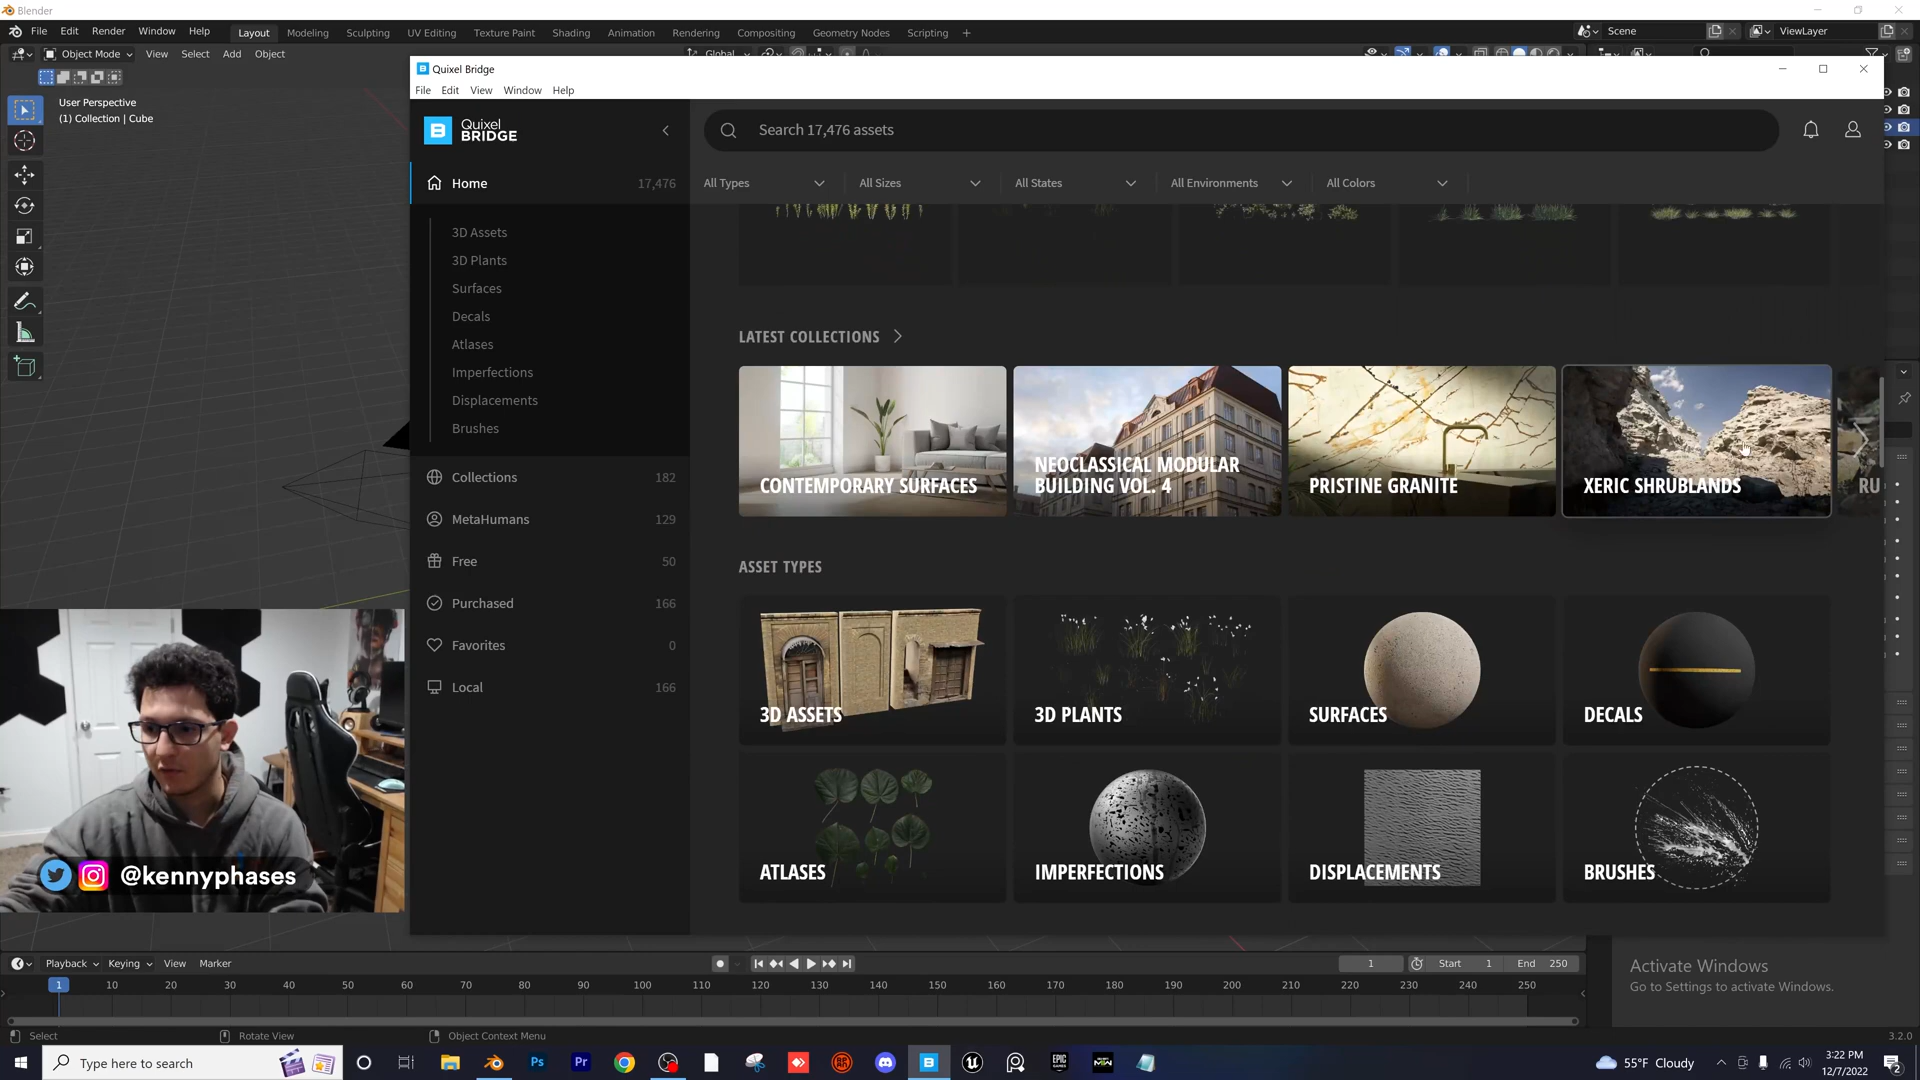 Blender
File Edit Render Window Help Layout Modeling Sculpting UV Editing Texture Paint Shading Animation Rendering Compositing Geometry Nodes Scripting + Scene ViewLayer
Object Mode View Select Add Object Global
User Perspective
(1) Collection | Cube
Quixel Bridge
File Edit View Window Help
Quixel
BRIDGE
Search 17,476 assets
Home 17,476
All Types All Sizes All States All Environments All Colors
3D Assets
3D Plants
Surfaces
Decals
Atlases
Imperfections
Displacements
Brushes
Collections 182
MetaHumans 129
Free 50
Purchased 166
Favorites 0
Local 166
LATEST COLLECTIONS
CONTEMPORARY SURFACES
NEOCLASSICAL MODULAR
BUILDING VOL. 4
PRISTINE GRANITE
XERIC SHRUBLANDS
RU
ASSET TYPES
3D ASSETS
3D PLANTS
SURFACES
DECALS
ATLASES
IMPERFECTIONS
DISPLACEMENTS
BRUSHES
@kennyphases
Playback Keying View Marker 1 Start 1 End 250
1 10 20 30 40 50 60 70 80 90 100 110 120 130 140 150 160 170 180 190 200 210 220 230 240 250
Activate Windows
Go to Settings to activate Windows.
Select Rotate View Object Context Menu 3.2.0
Type here to search
Ps Pr
55°F Cloudy
3:22 PM
12/7/2022
2